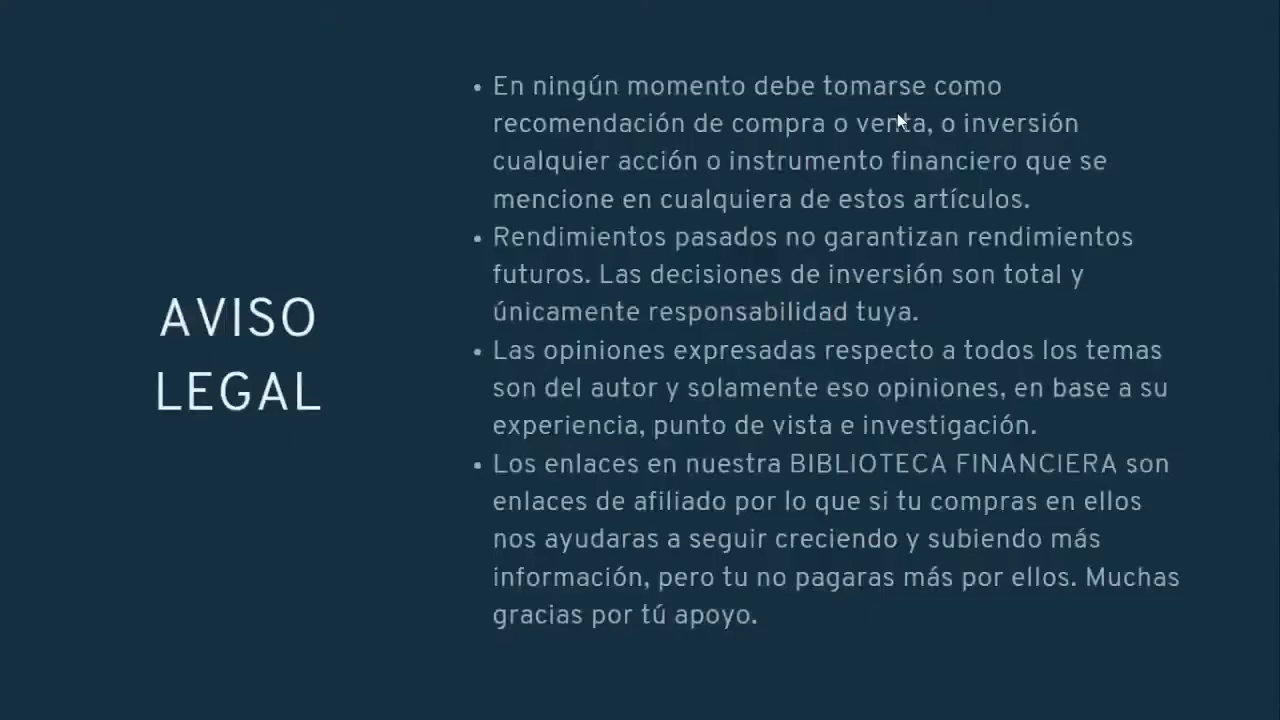 AVISO
LEGAL
• En ningún momento debe tomarse como
recomendación de compra o venta, o inversión
cualquier acción o instrumento financiero que se
mencione en cualquiera de estos artículos.
• Rendimientos pasados no garantizan rendimientos
futuros. Las decisiones de inversión son total y
únicamente responsabilidad tuya.
• Las opiniones expresadas respecto a todos los temas
son del autor y solamente eso opiniones, en base a su
experiencia, punto de vista e investigación.
• Los enlaces en nuestra BIBLIOTECA FINANCIERA son
enlaces de afiliado por lo que si tu compras en ellos
nos ayudaras a seguir creciendo y subiendo más
información, pero tu no pagaras más por ellos. Muchas
gracias por tú apoyo.